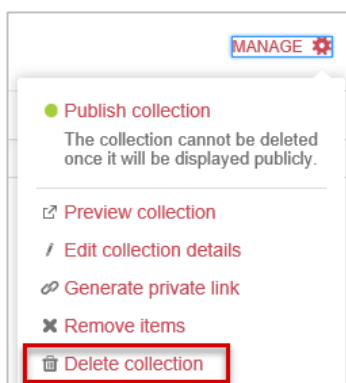 MANAGE
Publish collection
The collection cannot be deleted
once it will be displayed publicly.
Preview collection
Edit collection details
Generate private link
Remove items
Delete collection